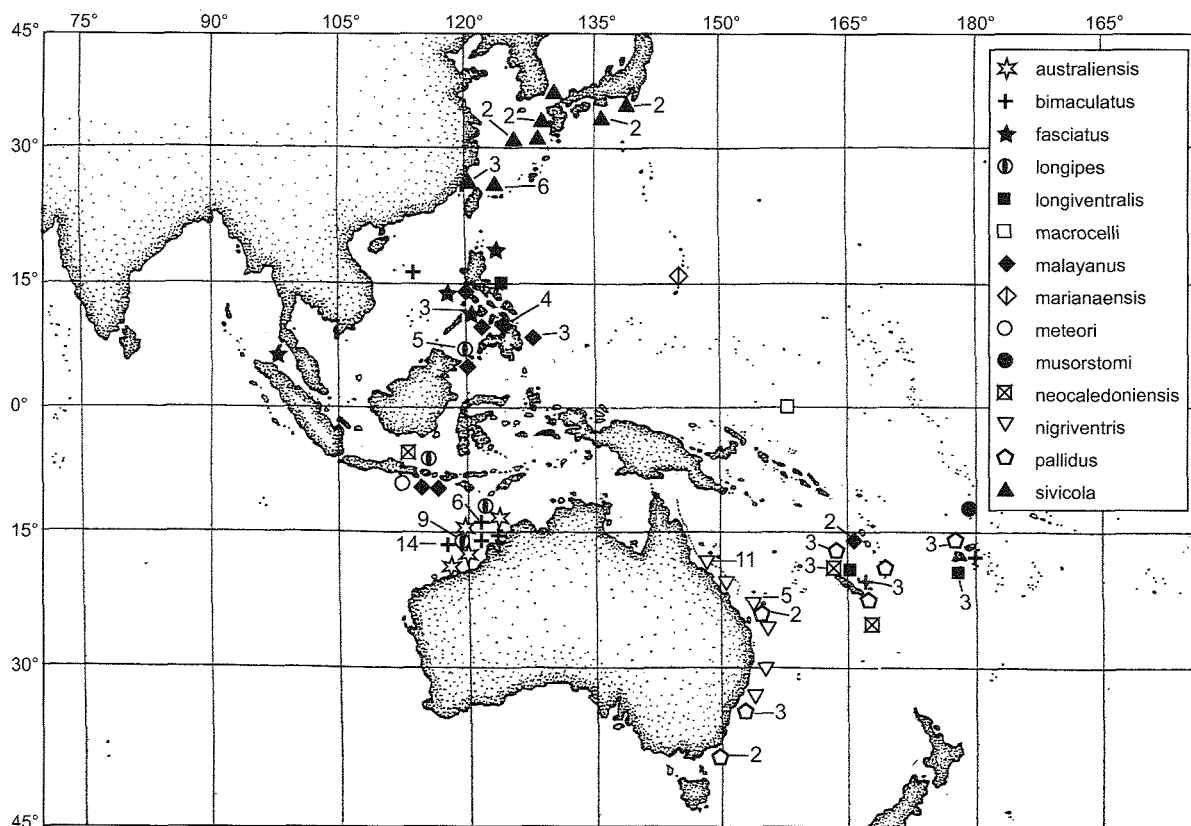 75° 90° 105° 120° 135° 150° 165° 180° 165°
45°
30°
15°
0°
15°
30°
45°
australiensis
bimaculatus
fasciatus
longipes
longiventralis
macrocelli
malayanus
marianaensis
meteori
musorstomi
neocaledoniensis
nigriventris
pallidus
sivicola
2
2 2
2
3
6
3 4
3
5
6
9
14
2
3 3
11
3 3
3
5
2
3
2